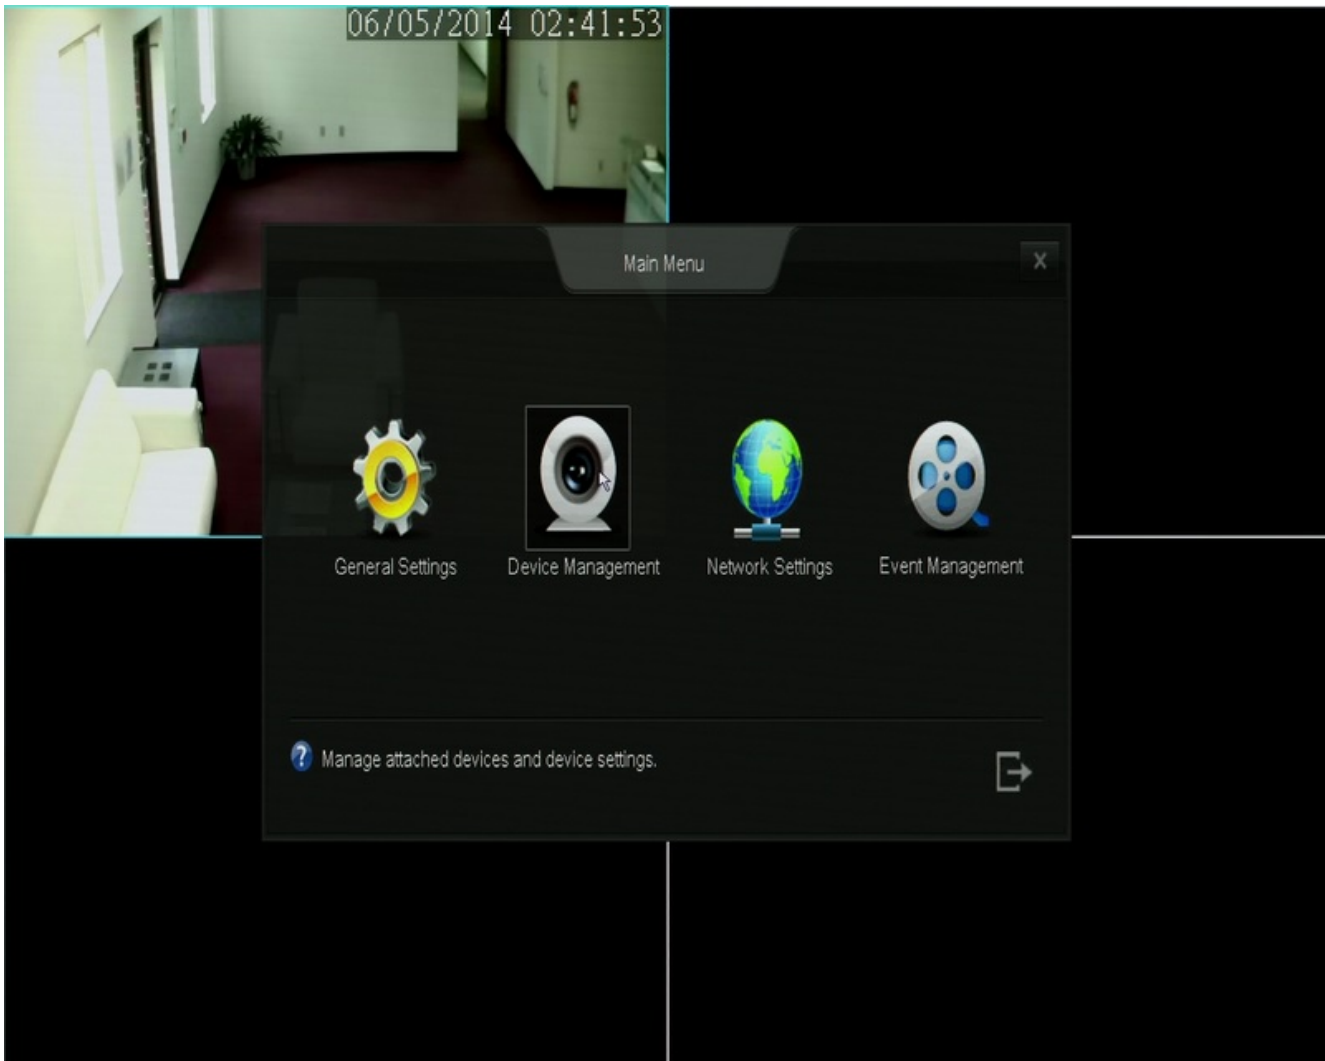 06/05/2014 02:41:53
Main Menu
X
General Settings
Device Management
Network Settings
Event Management
? Manage attached devices and device settings.